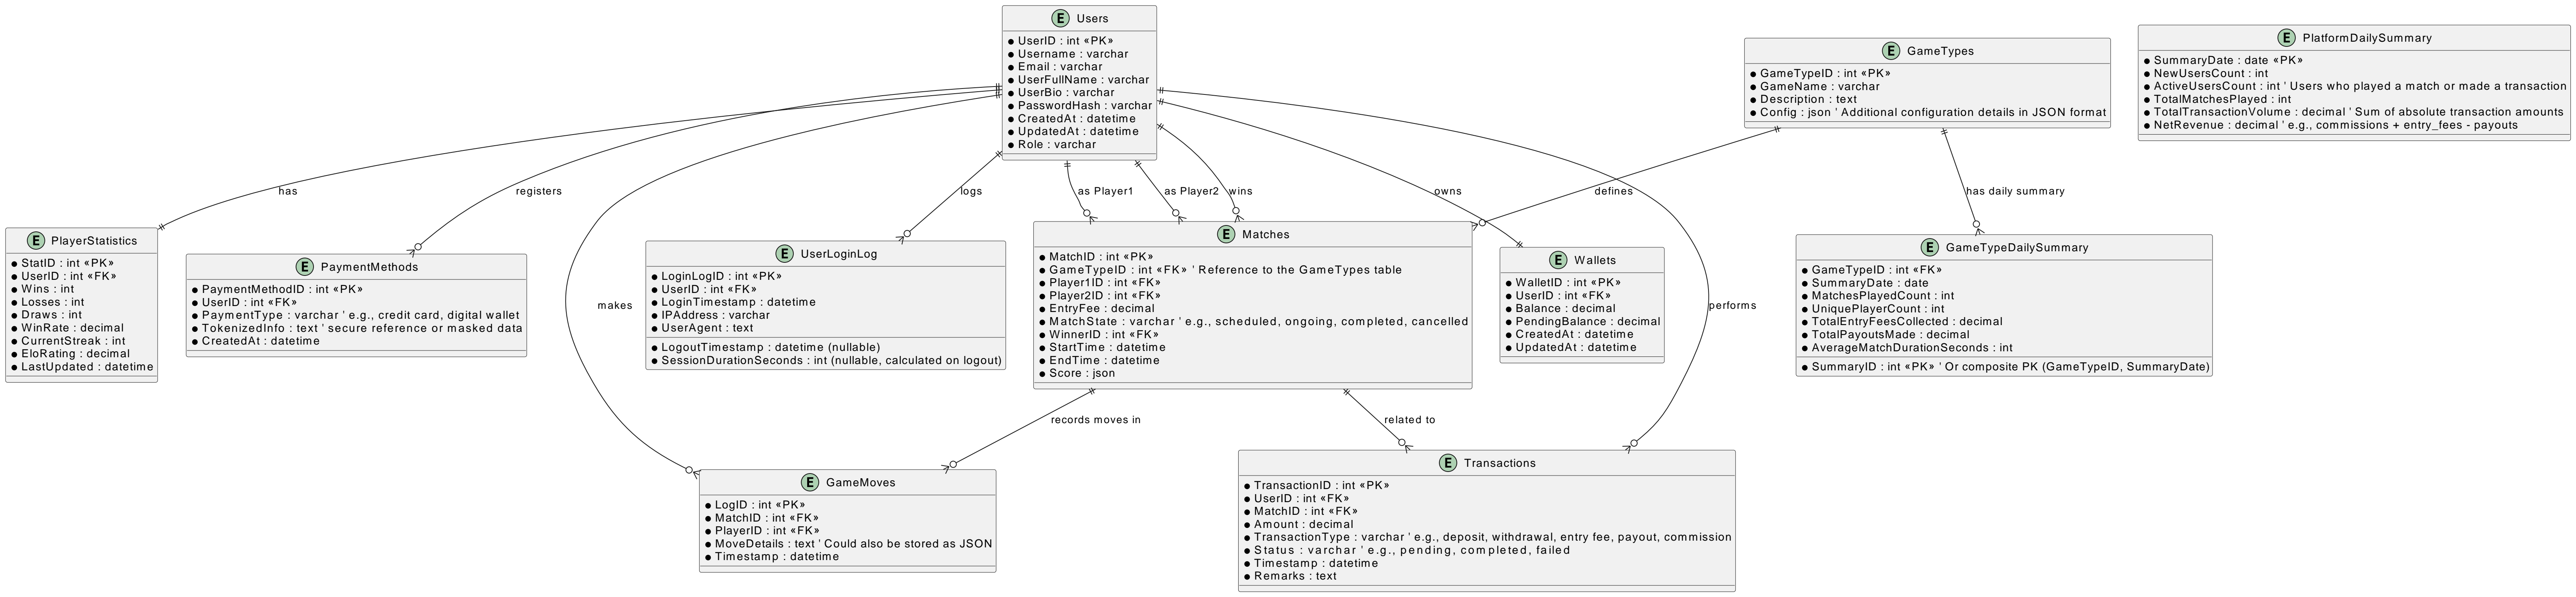 E Users
UserID : int «PK»
Username : varchar
Email : varchar
UserFullName : varchar
UserBio : varchar
PasswordHash : varchar
CreatedAt : datetime
UpdatedAt : datetime
Role : varchar
E GameTypes
GameTypeID : int «PK»
GameName : varchar
Description : text
Config : json ' Additional configuration details in JSON format
E PlatformDailySummary
SummaryDate : date «PK»
NewUsersCount : int
ActiveUsersCount : int ' Users who played a match or made a transaction
TotalMatchesPlayed : int
TotalTransactionVolume : decimal ' Sum of absolute transaction amounts
NetRevenue : decimal ' e.g., commissions + entry_fees - payouts
has
registers
logs
as Player1
as Player2
wins
owns
defines
has daily summary
E PlayerStatistics
StatID : int «PK»
UserID : int «FK»
Wins : int
Losses : int
Draws : int
WinRate : decimal
CurrentStreak : int
EloRating : decimal
LastUpdated : datetime
E PaymentMethods
PaymentMethodID : int «PK»
UserID : int «FK»
PaymentType : varchar ' e.g., credit card, digital wallet
TokenizedInfo : text ' secure reference or masked data
CreatedAt : datetime
makes
E UserLoginLog
LoginLogID : int «PK»
UserID : int «FK»
LoginTimestamp : datetime
IPAddress : varchar
UserAgent : text
LogoutTimestamp : datetime (nullable)
SessionDurationSeconds : int (nullable, calculated on logout)
E Matches
MatchID : int «PK»
GameTypeID : int «FK» ' Reference to the GameTypes table
Player1ID : int «FK»
Player2ID : int «FK»
EntryFee : decimal
MatchState : varchar ' e.g., scheduled, ongoing, completed, cancelled
WinnerID : int «FK»
StartTime : datetime
EndTime : datetime
Score : json
E Wallets
WalletID : int «PK»
UserID : int «FK»
Balance : decimal
PendingBalance : decimal
CreatedAt : datetime
UpdatedAt : datetime
performs
E GameTypeDailySummary
GameTypeID : int «FK»
SummaryDate : date
MatchesPlayedCount : int
UniquePlayerCount : int
TotalEntryFeesCollected : decimal
TotalPayoutsMade : decimal
AverageMatchDurationSeconds : int
SummaryID : int «PK» ' Or composite PK (GameTypeID, SummaryDate)
records moves in
related to
E GameMoves
LogID : int «PK»
MatchID : int «FK»
PlayerID : int «FK»
MoveDetails : text ' Could also be stored as JSON
Timestamp : datetime
E Transactions
TransactionID : int «PK»
UserID : int «FK»
MatchID : int «FK»
Amount : decimal
TransactionType : varchar ' e.g., deposit, withdrawal, entry fee, payout, commission
Status : varchar ' e.g., pending, completed, failed
Timestamp : datetime
Remarks : text